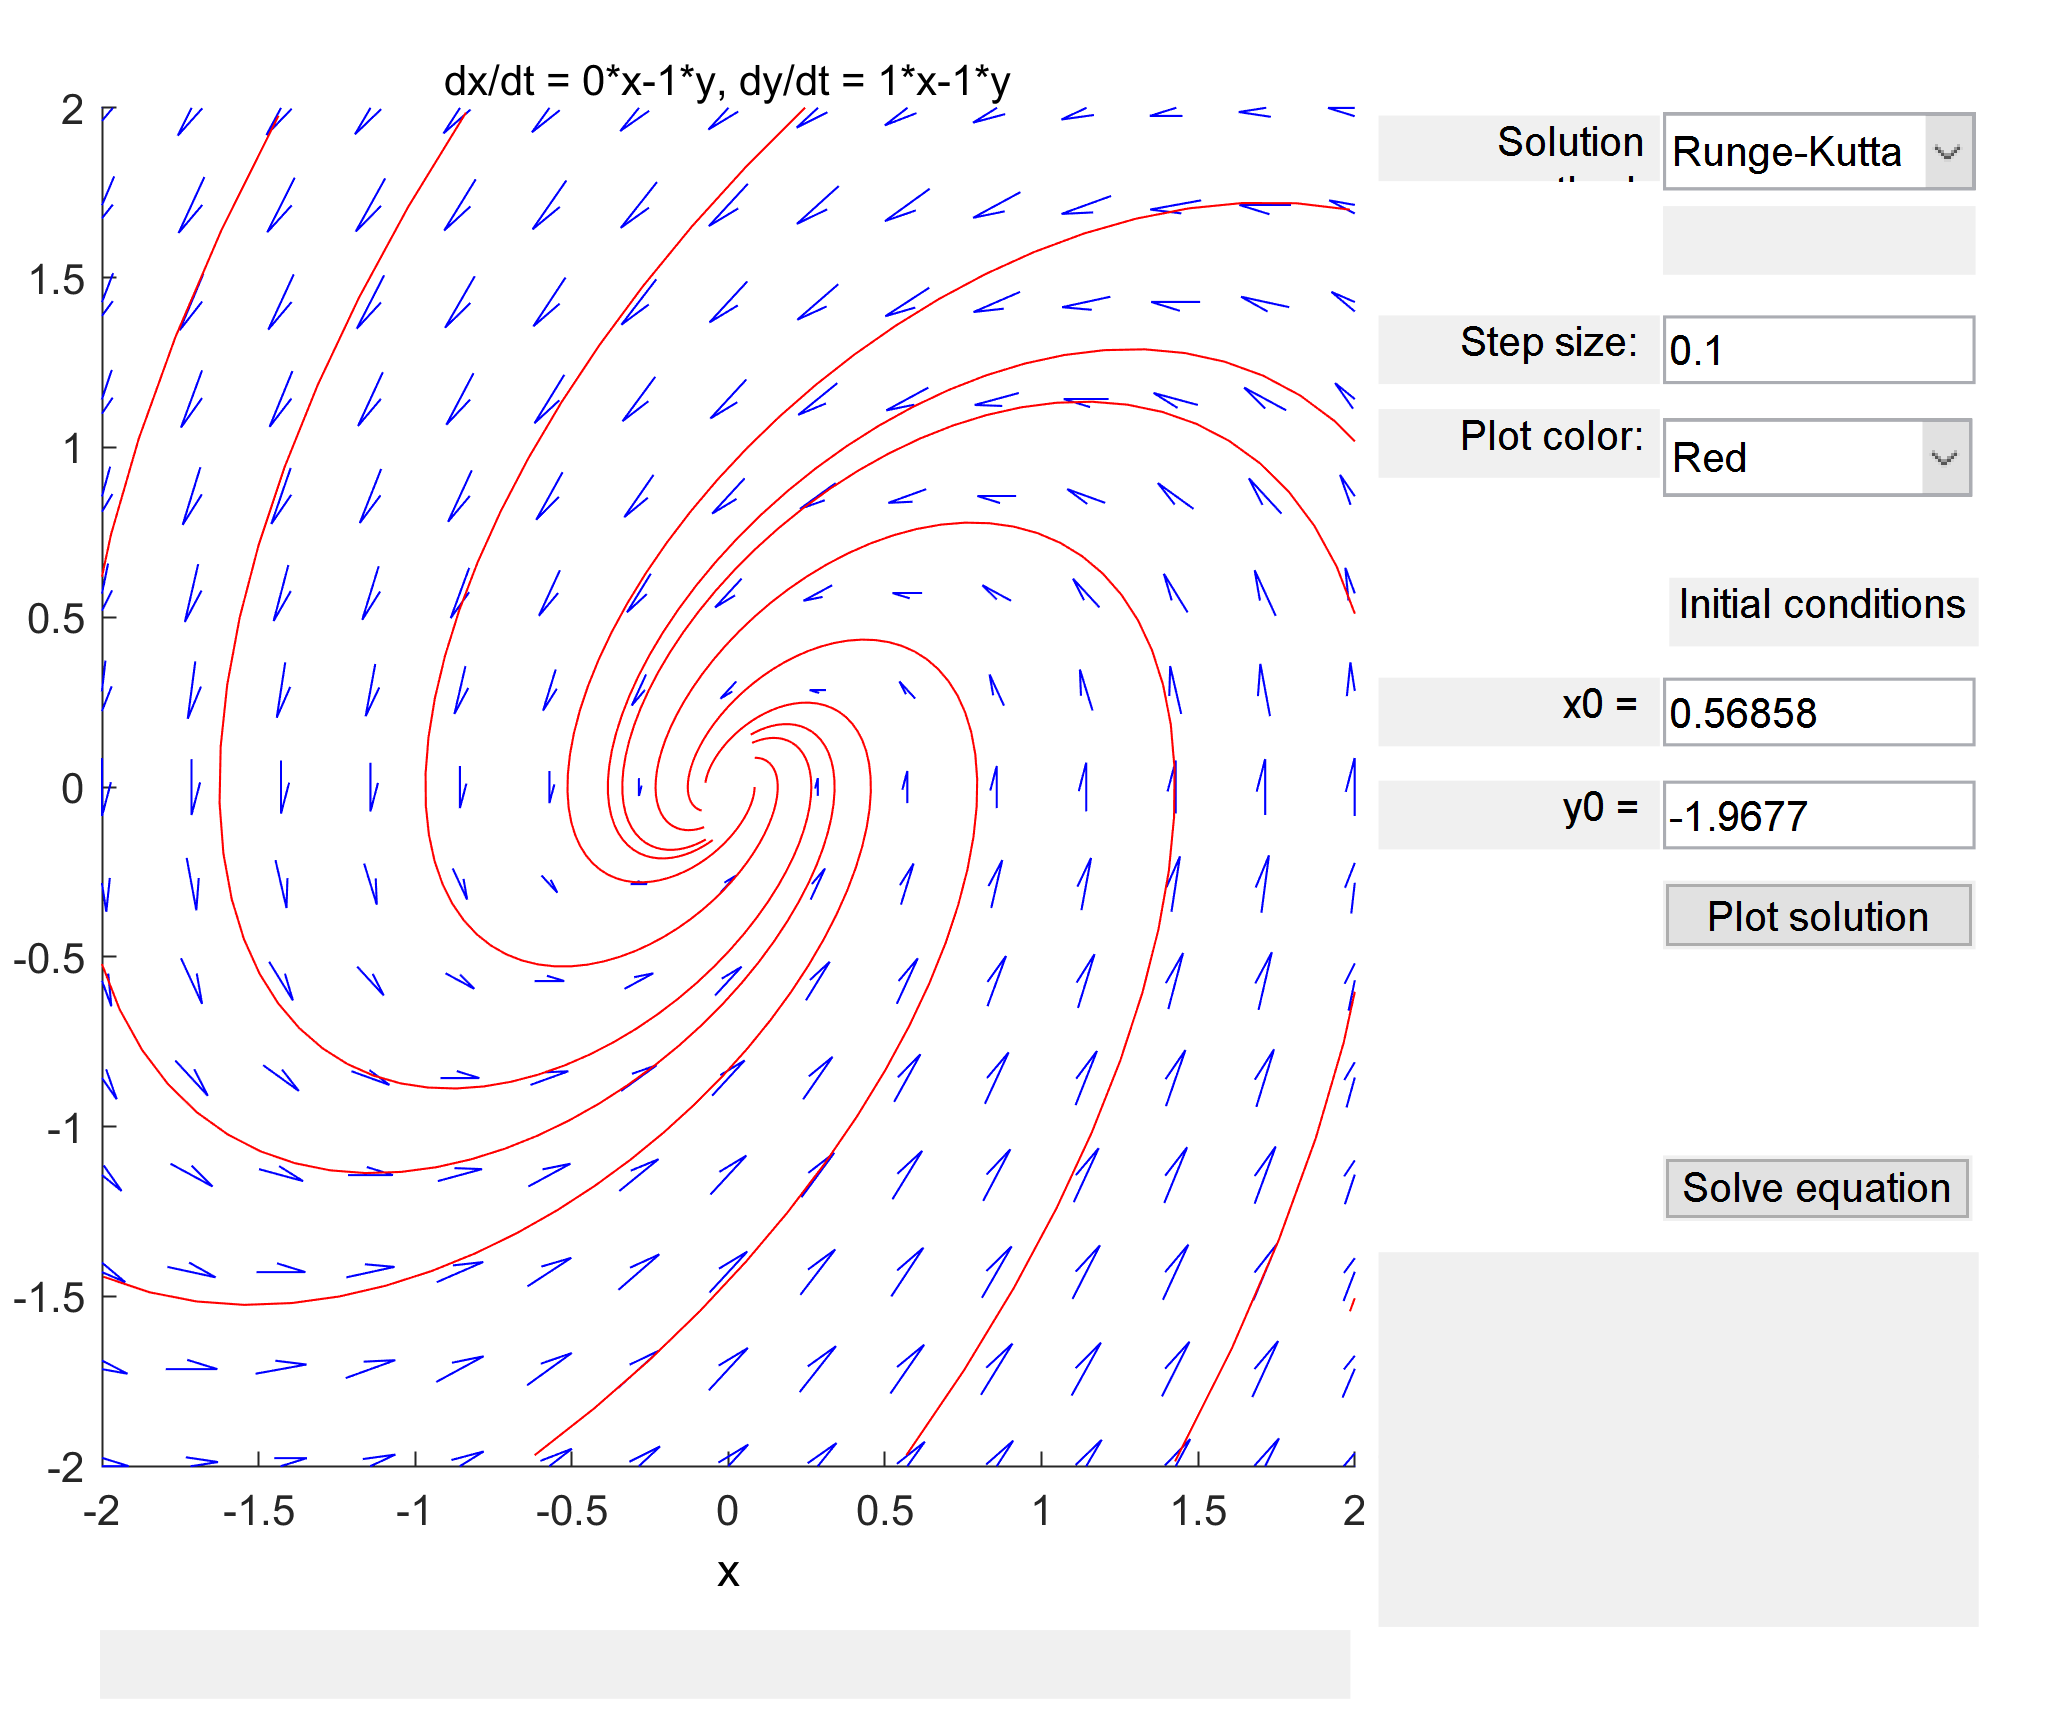 dx/dt = 0*x-1*y, dy/dt = 1*x-1*y
2
1.5
1
0.5
0
-0.5
-1
-1.5
-2
-2
-1.5
-1
-0.5
0
0.5
1
1.5
2
x
Solution
Runge-Kutta
Step size:
0.1
Plot color:
Red
Initial conditions
x0 =
0.56858
y0 =
-1.9677
Plot solution
Solve equation